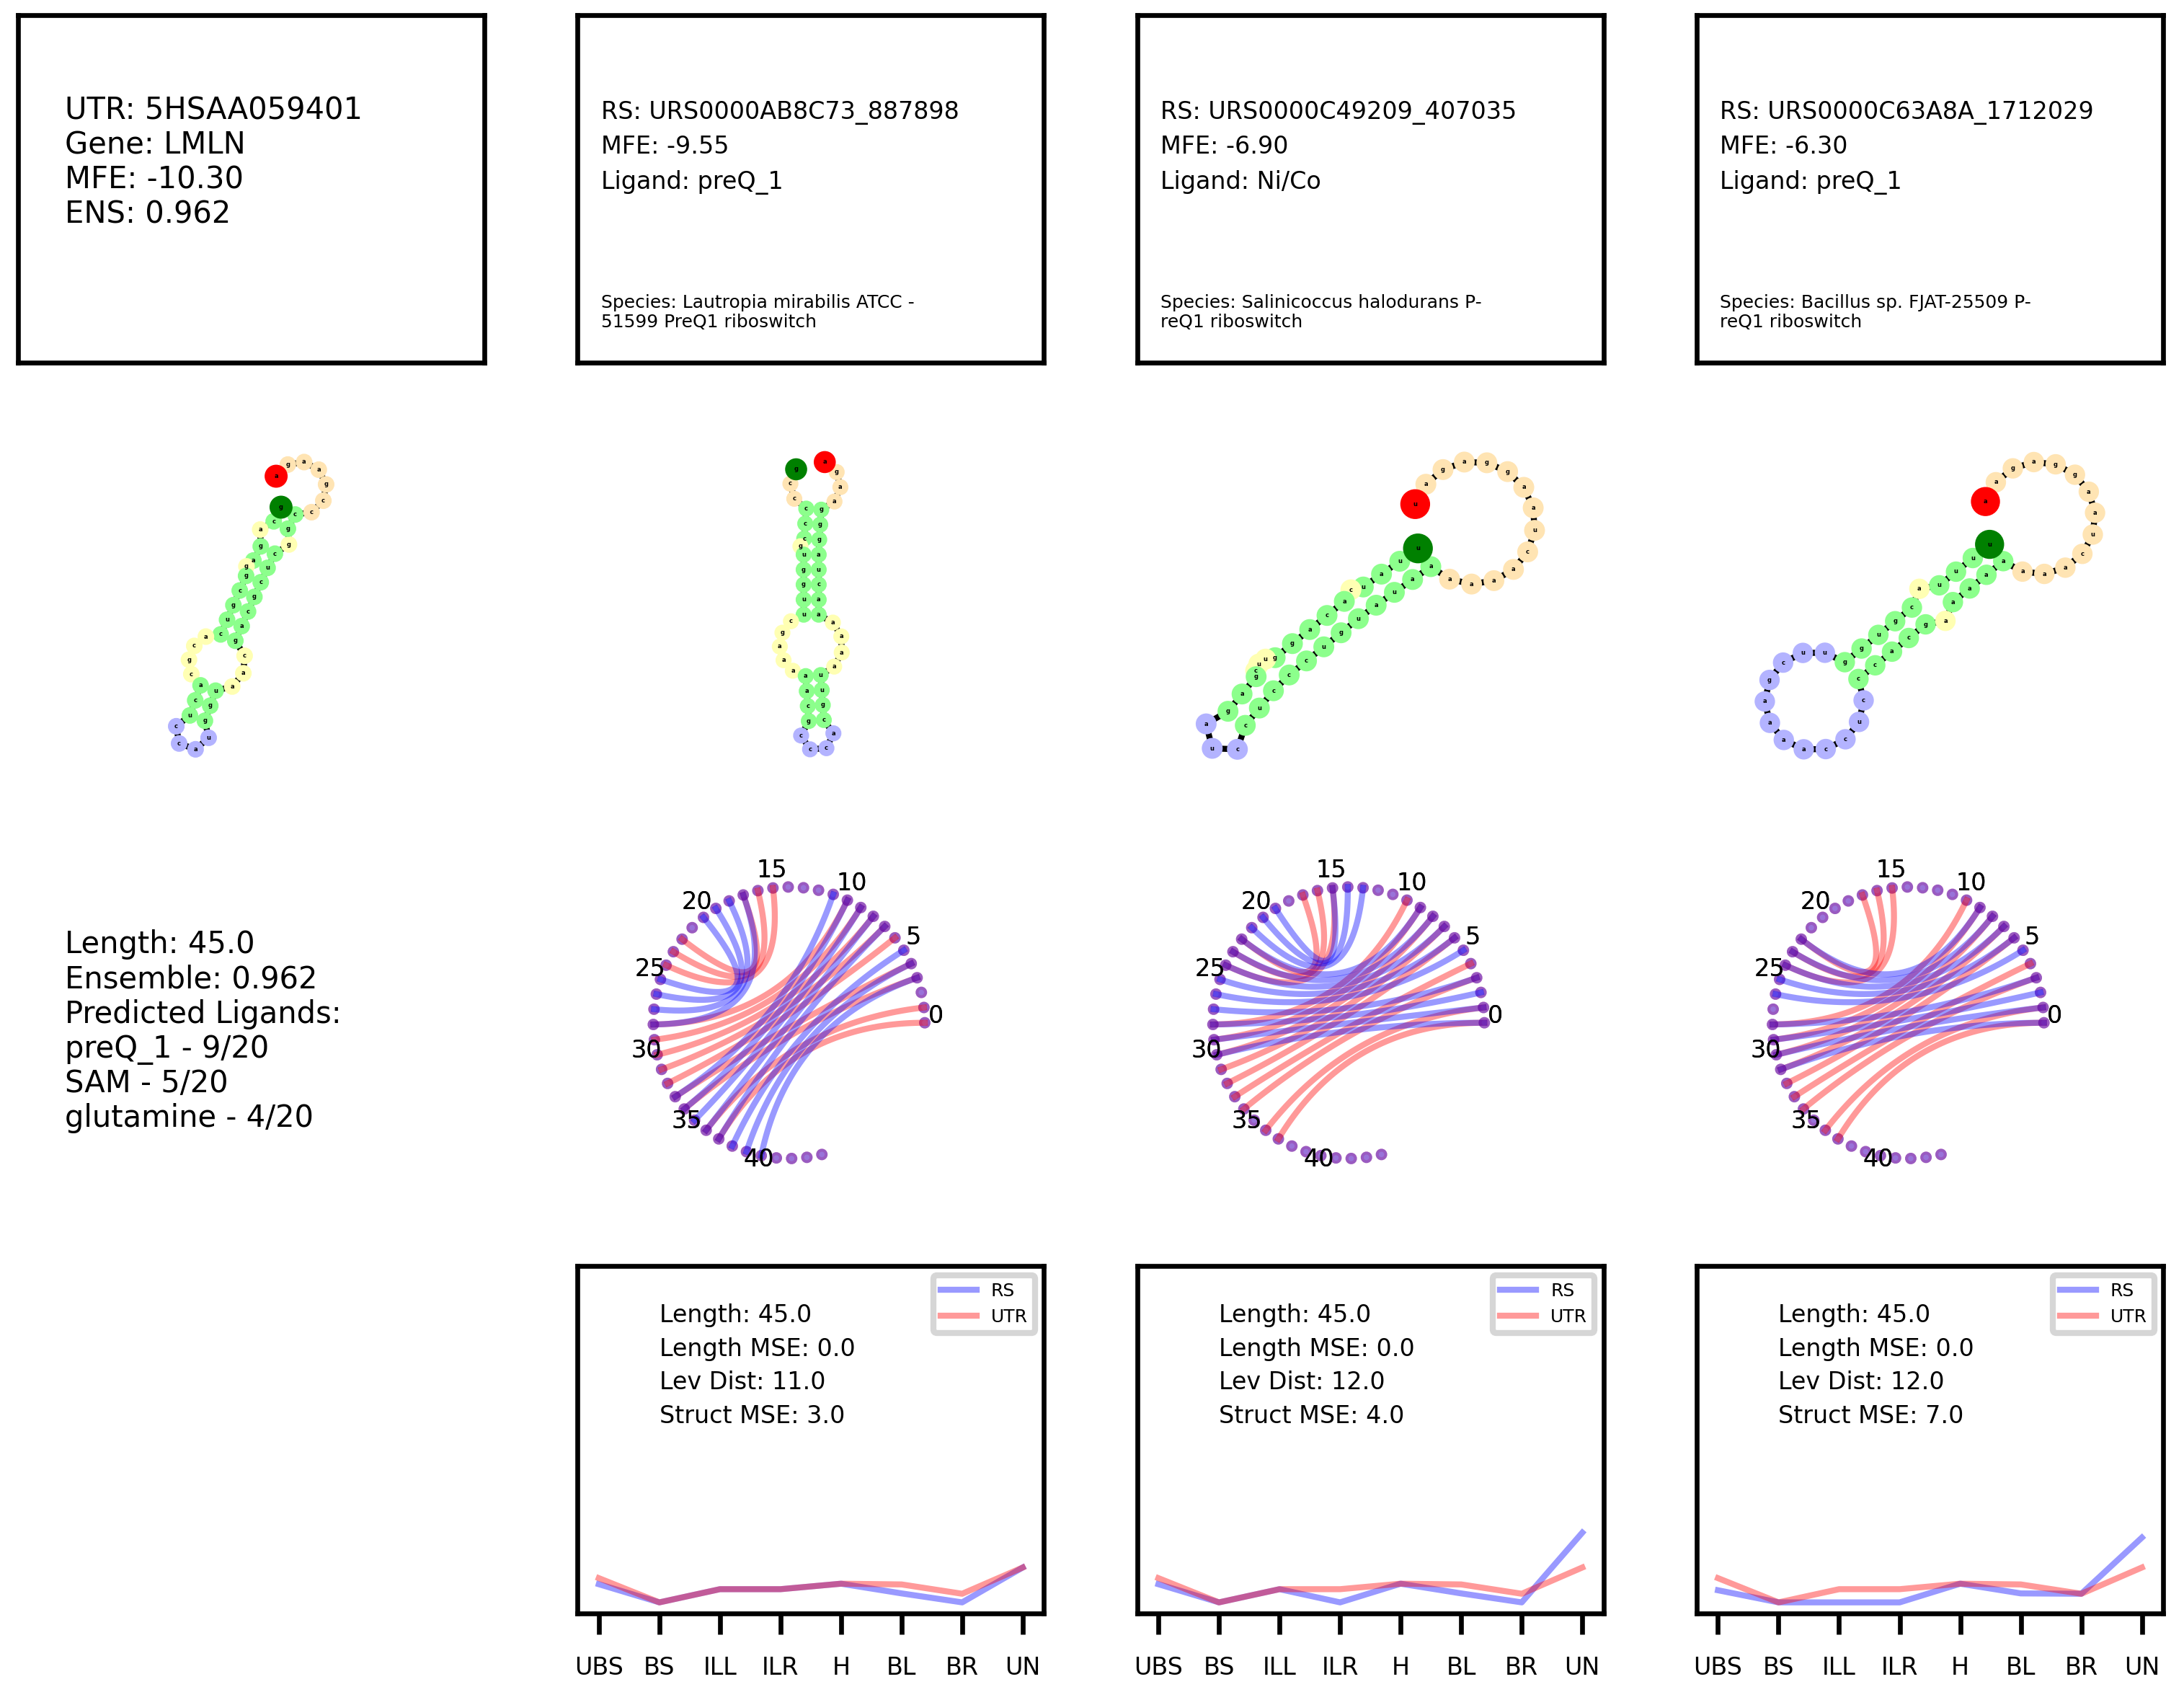 UTR: 5HSAA059401
Gene: LMLN
MFE: -10.30
ENS: 0.962
RS: URS0000AB8C73_887898
MFE: -9.55
Ligand: preQ_1
Species: Lautropia mirabilis ATCC -
51599 PreQ1 riboswitch
RS: URS0000C49209_407035
MFE: -6.90
Ligand: Ni/Co
Species: Salinicoccus halodurans P-
reQ1 riboswitch
RS: URS0000C63A8A_1712029
MFE: -6.30
Ligand: preQ_1
Species: Bacillus sp. FJAT-25509 P-
reQ1 riboswitch
Length: 45.0
Ensemble: 0.962
Predicted Ligands:
preQ_1 - 9/20
SAM - 5/20
glutamine - 4/20
0
5
10
15
20
25
30
35
40
0
5
10
15
20
25
30
35
40
0
5
10
15
20
25
30
35
40
RS
UTR
Length: 45.0
Length MSE: 0.0
Lev Dist: 11.0
Struct MSE: 3.0
UBS BS ILL ILR H BL BR UN
RS
UTR
Length: 45.0
Length MSE: 0.0
Lev Dist: 12.0
Struct MSE: 4.0
UBS BS ILL ILR H BL BR UN
RS
UTR
Length: 45.0
Length MSE: 0.0
Lev Dist: 12.0
Struct MSE: 7.0
UBS BS ILL ILR H BL BR UN